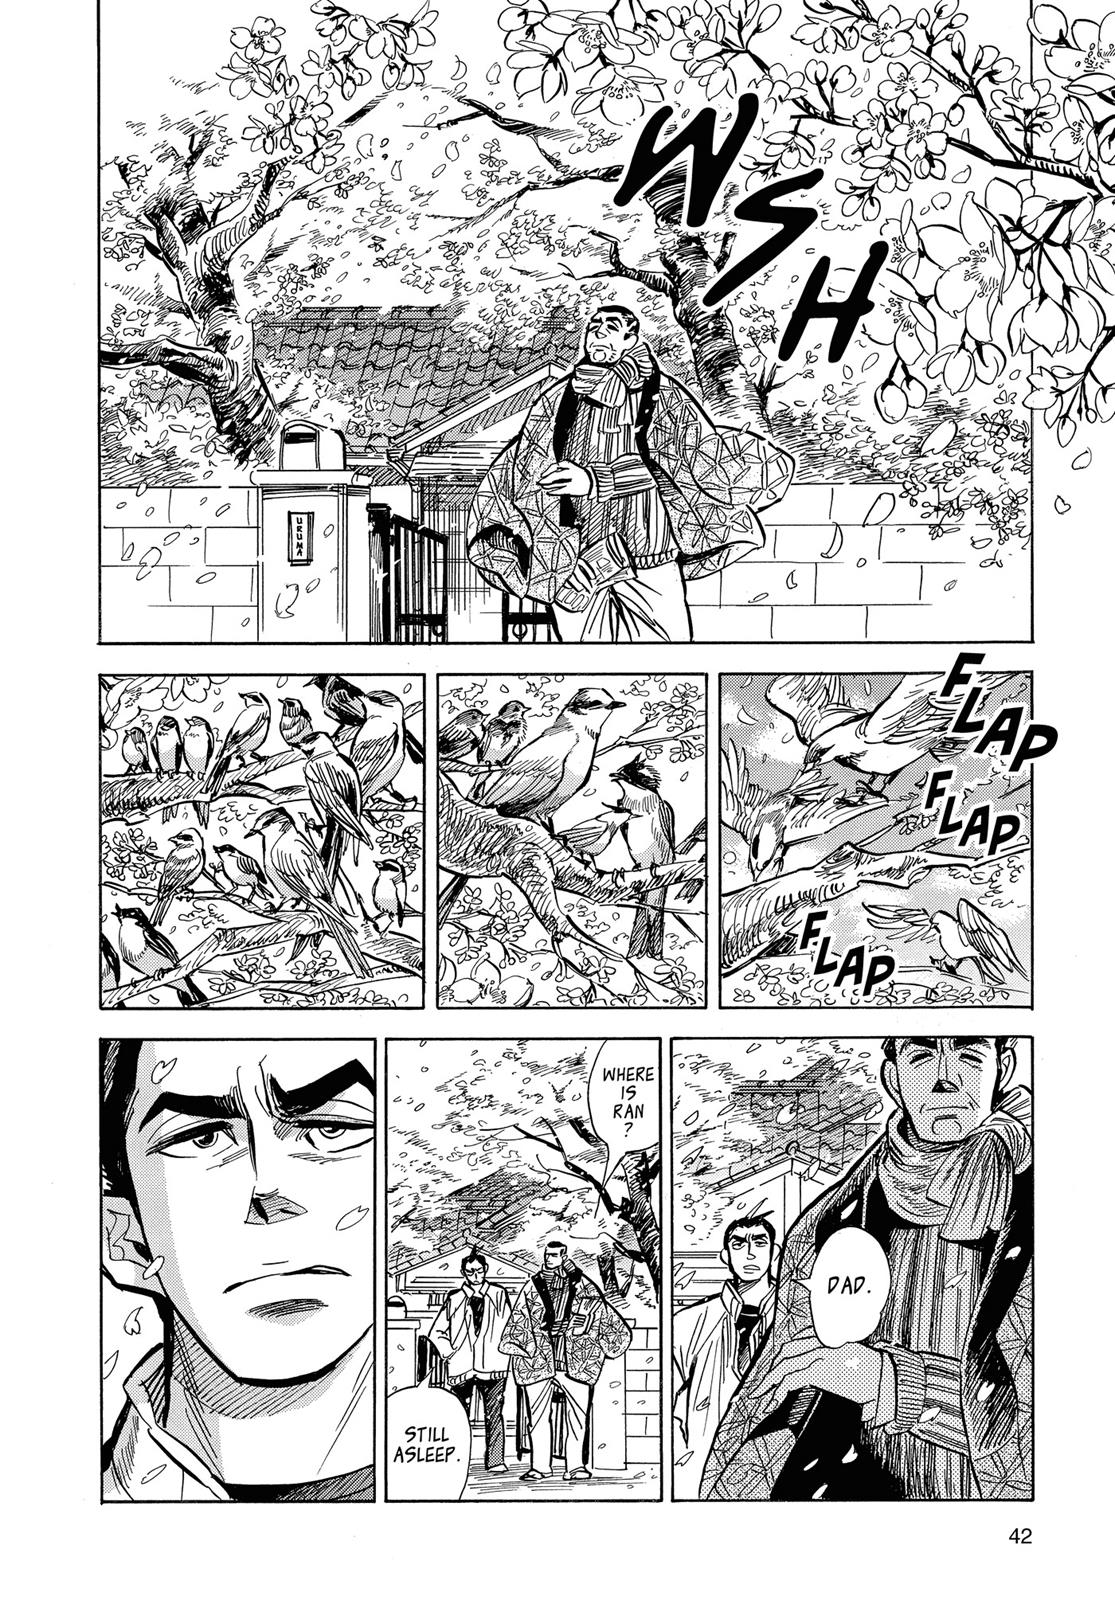 WSH
URUMA
FLAP
FLAP
FLAP
DAD.
WHERE
IS
RAN
?
STILL
ASLEEP.
42